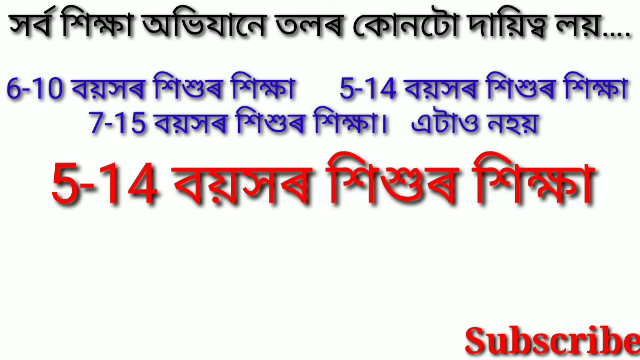 সৰ্ব শিক্ষা অভিযানে তলৰ কোনটো দায়িত্ব লয়....
6-10 বয়সৰ শিশুৰ শিক্ষা 5-14 বয়সৰ শিশুৰ শিক্ষা
7-15 বয়সৰ শিশুৰ শিক্ষা। এটাও নহয়
5-14 বয়সৰ শিশুৰ শিক্ষা
Subscribe